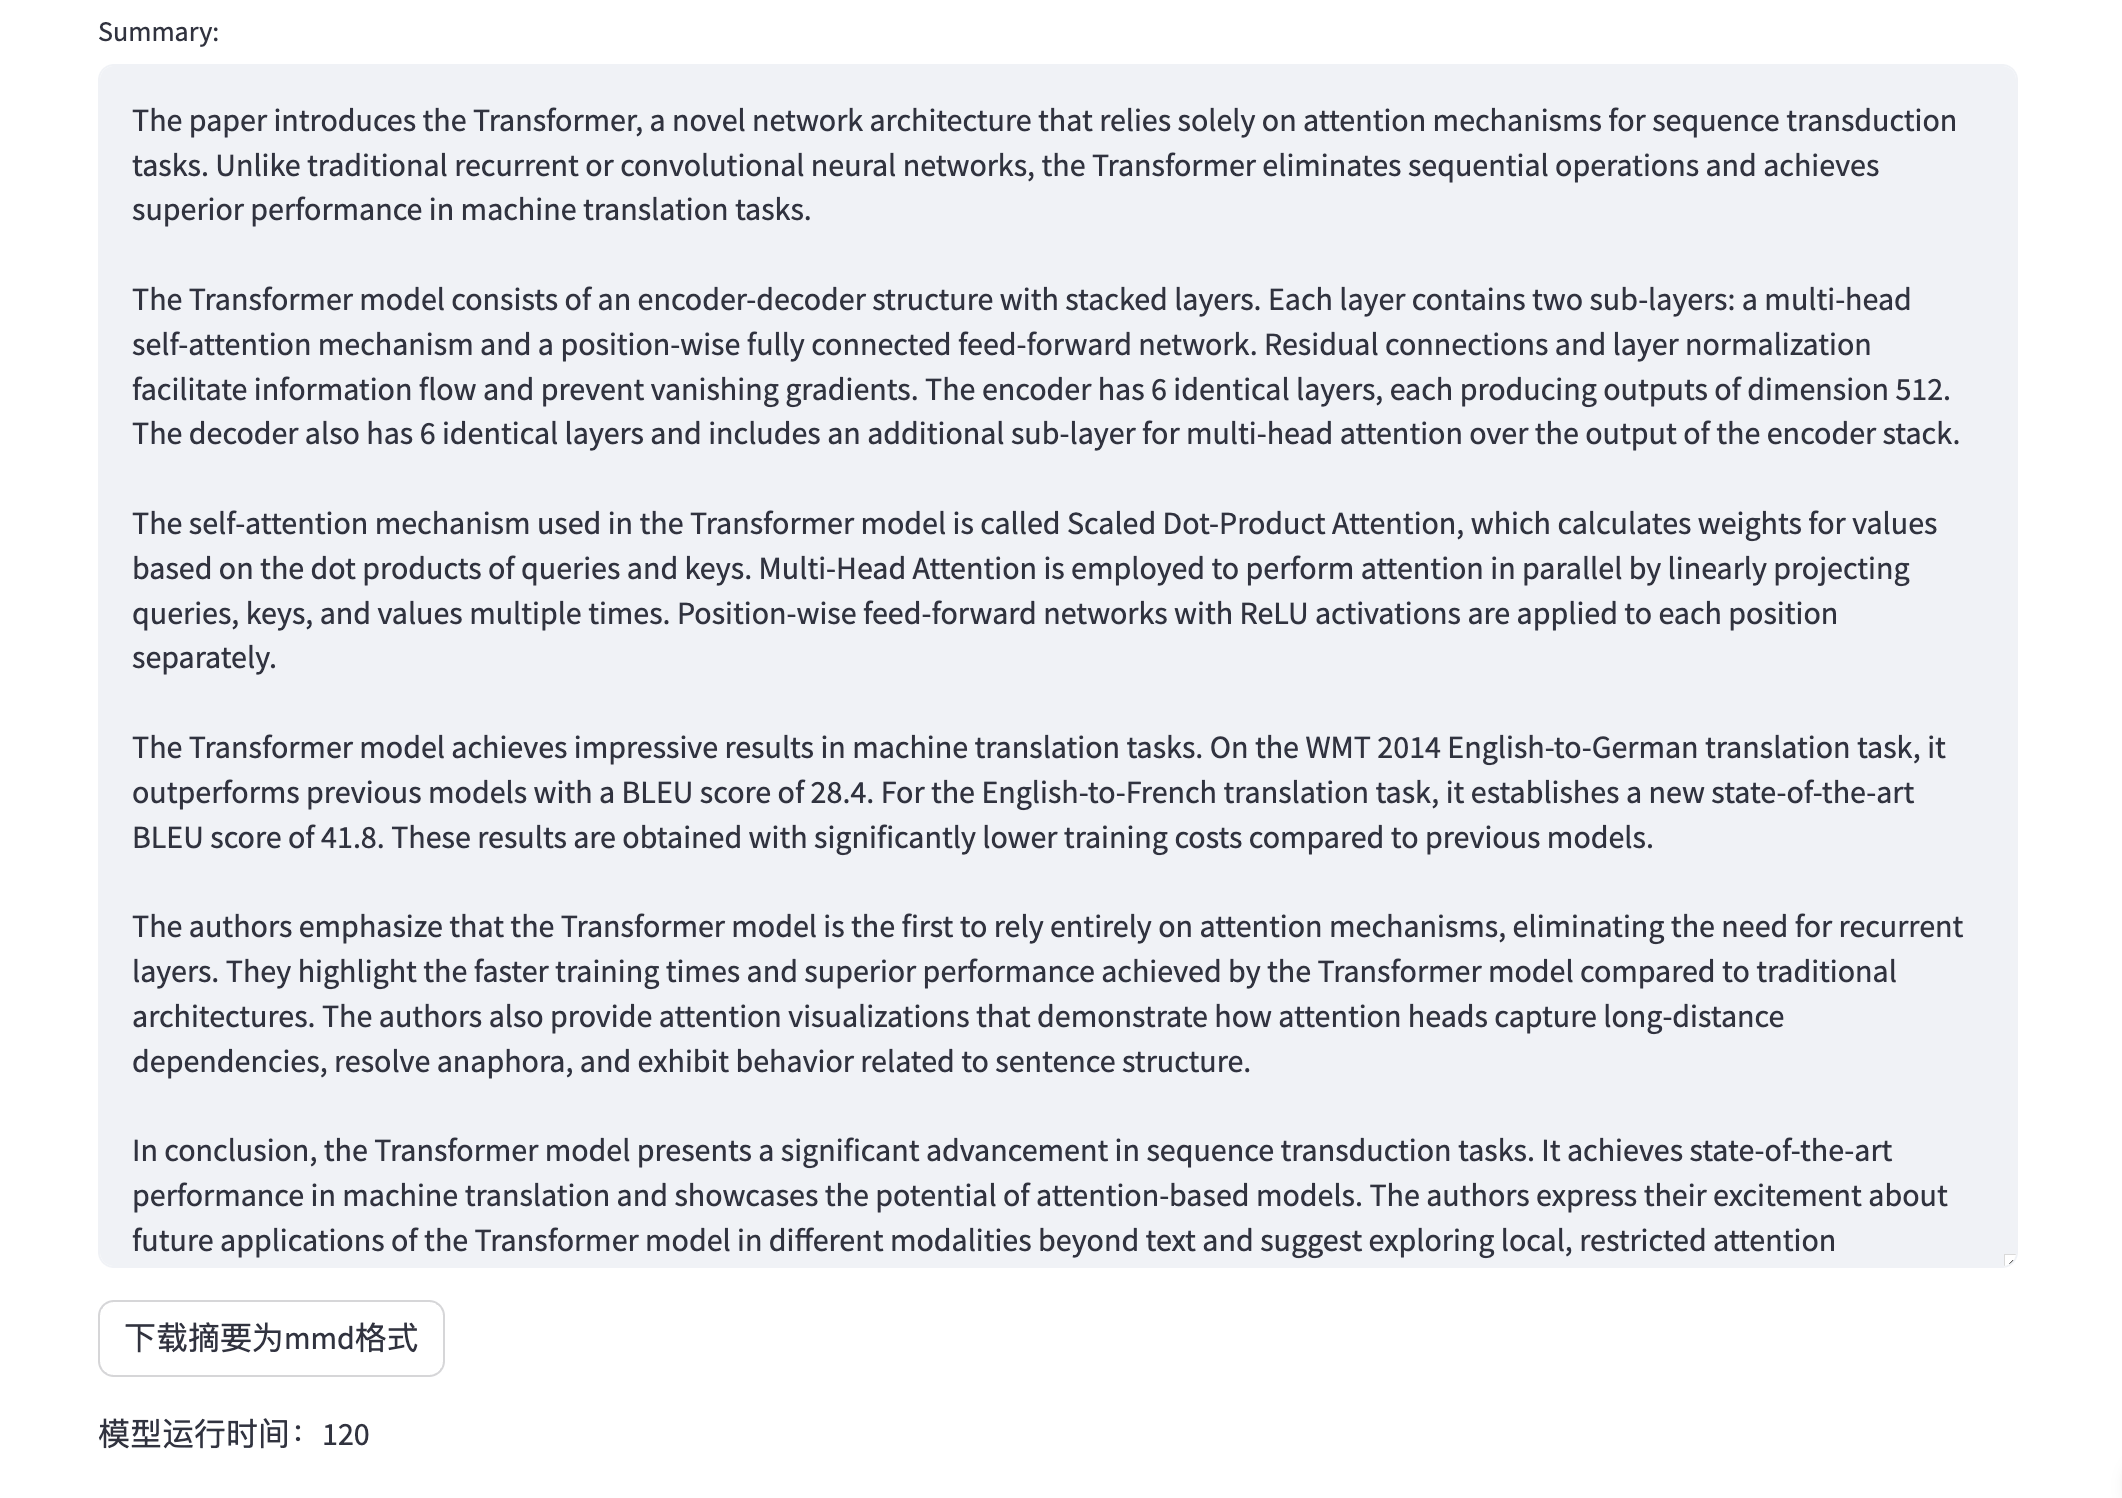 Summary:
The paper introduces the Transformer, a novel network architecture that relies solely on attention mechanisms for sequence transduction
tasks. Unlike traditional recurrent or convolutional neural networks, the Transformer eliminates sequential operations and achieves
superior performance in machine translation tasks.
The Transformer model consists of an encoder-decoder structure with stacked layers. Each layer contains two sub-layers: a multi-head
self-attention mechanism and a position-wise fully connected feed-forward network. Residual connections and layer normalization
facilitate information flow and prevent vanishing gradients. The encoder has 6 identical layers, each producing outputs of dimension 512.
The decoder also has 6 identical layers and includes an additional sub-layer for multi-head attention over the output of the encoder stack.
The self-attention mechanism used in the Transformer model is called Scaled Dot-Product Attention, which calculates weights for values
based on the dot products of queries and keys. Multi-Head Attention is employed to perform attention in parallel by linearly projecting
queries, keys, and values multiple times. Position-wise feed-forward networks with ReLU activations are applied to each position
separately.
The Transformer model achieves impressive results in machine translation tasks. On the WMT 2014 English-to-German translation task, it
outperforms previous models with a BLEU score of 28.4. For the English-to-French translation task, it establishes a new state-of-the-art
BLEU score of 41.8. These results are obtained with significantly lower training costs compared to previous models.
The authors emphasize that the Transformer model is the first to rely entirely on attention mechanisms, eliminating the need for recurrent
layers. They highlight the faster training times and superior performance achieved by the Transformer model compared to traditional
architectures. The authors also provide attention visualizations that demonstrate how attention heads capture long-distance
dependencies, resolve anaphora, and exhibit behavior related to sentence structure.
In conclusion, the Transformer model presents a significant advancement in sequence transduction tasks. It achieves state-of-the-art
performance in machine translation and showcases the potential of attention-based models. The authors express their excitement about
future applications of the Transformer model in different modalities beyond text and suggest exploring local, restricted attention
下载摘要为mmd格式
模型运行时间：120